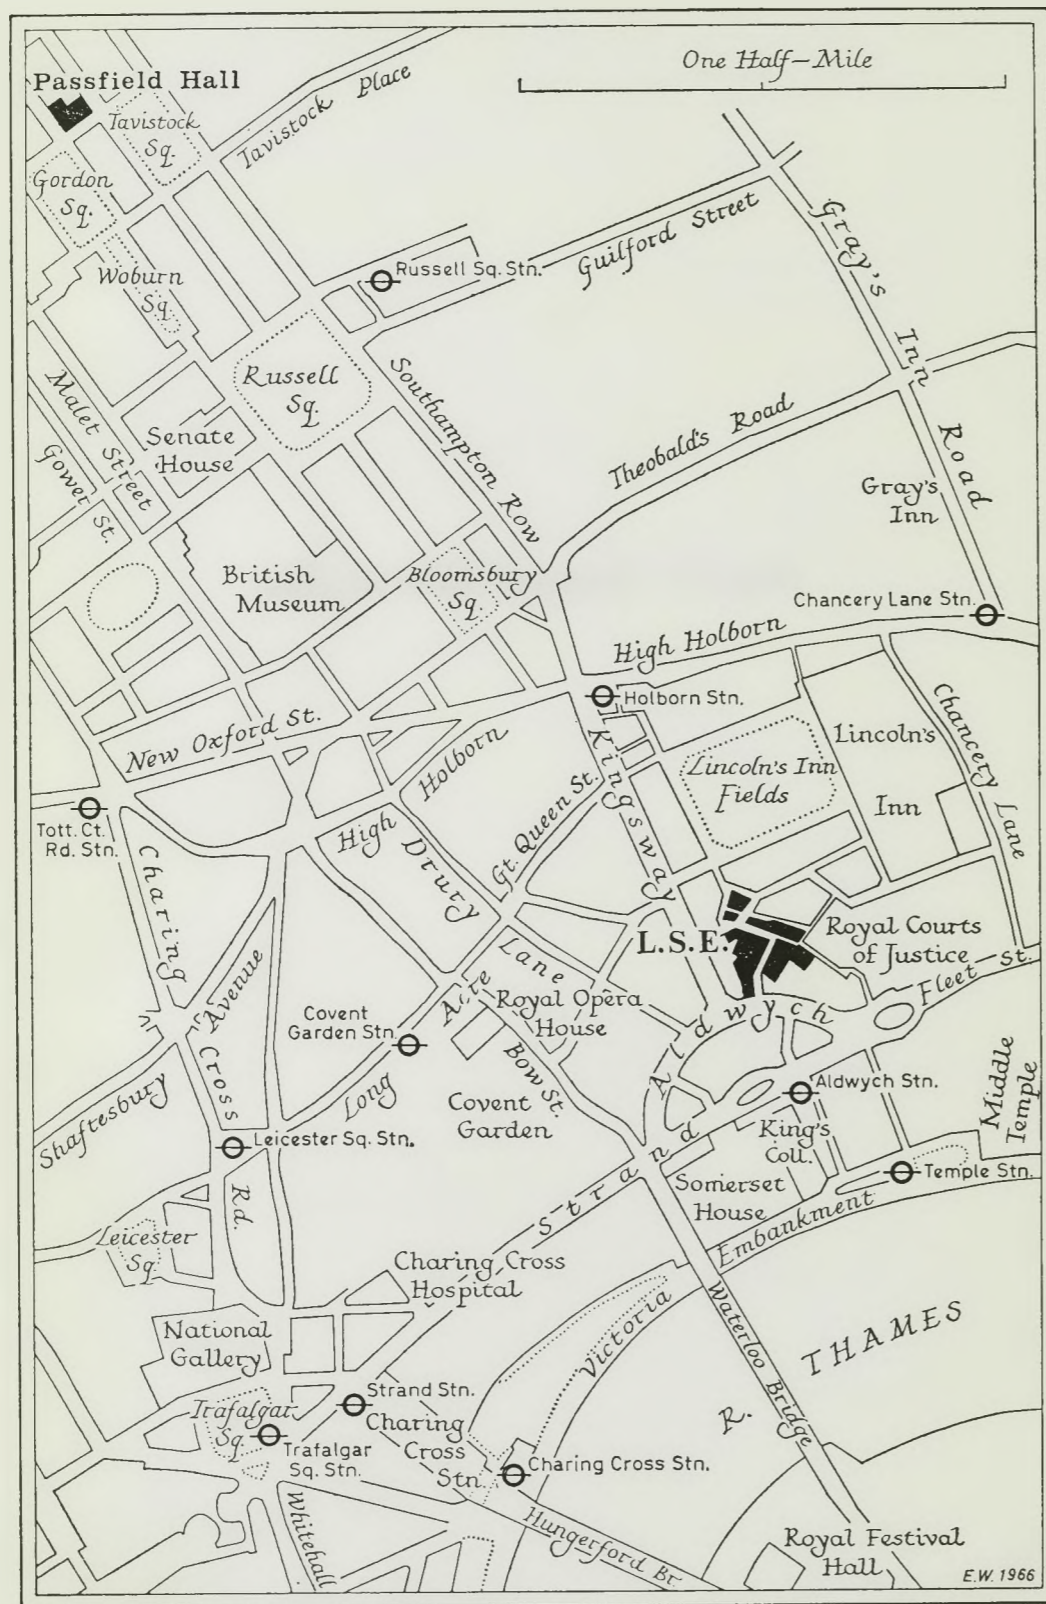 One Half-Mile
Passfield Hall
Tavistock
Sq.
Tavistock Place
Gordon
Sq.
Woburn
Sq.
Russell Sq. Stn.
Guilford Street
Gray's Inn Road
Russell
Sq.
Southampton Row
Malet Street
Gower St.
Senate
House
Theobald's Road
Gray's
Inn
British
Museum
Bloomsbury
Sq.
Chancery Lane Stn.
High Holborn
Holborn Stn.
New Oxford St.
Kingsway
Lincoln's Inn
Fields
Lincoln's
Inn
Chancery Lane
Tott. Ct.
Rd. Stn.
High Holborn
Gt. Queen St.
Drury Lane
Charing Cross Rd.
Shaftesbury Avenue
L.S.E.
Royal Courts
of Justice
Fleet St.
Covent
Garden Stn.
Long Acre
Royal Opera
House
Bow St.
Aldwych
Covent
Garden
Aldwych Stn.
King's
Coll.
Middle
Temple
Leicester Sq. Stn.
Strand
Somerset
House
Temple Stn.
Leicester
Sq.
Charing Cross
Hospital
Victoria Embankment
Waterloo Bridge
R. THAMES
National
Gallery
Strand Stn.
Trafalgar
Sq.
Trafalgar
Sq. Stn.
Charing
Cross
Stn.
Charing Cross Stn.
Whitehall
Hungerford Br.
Royal Festival
Hall
E.W. 1966